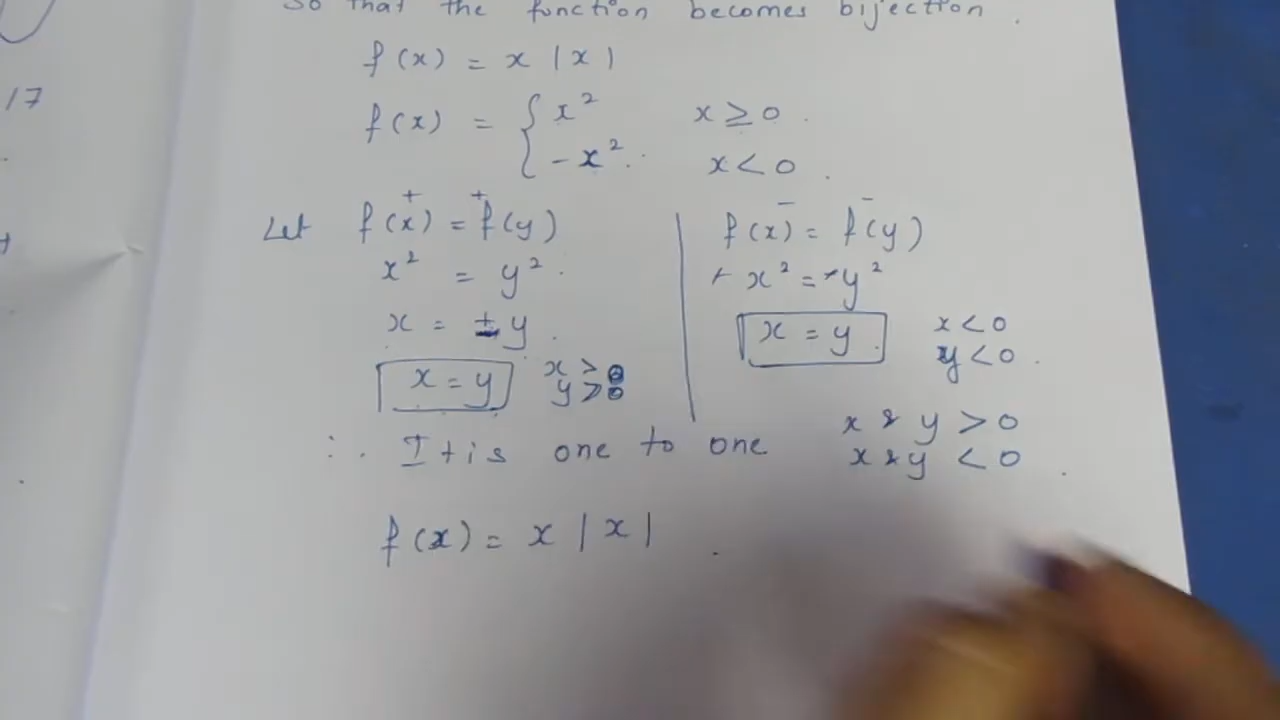 So that the function becomes bijection.
f(x) = x |x|
17
f(x) = { x² x ≥ 0.
- x². x < 0.
Let f(x) = f(y)
+ +
x² = y².
x = ± y.
x = y x > 0
y > 0
f(x) = f(y)
- -
- x² = - y²
x = y. x < 0
y < 0.
∴ It is one to one
x & y > 0
x & y < 0.
f(x) = x |x|